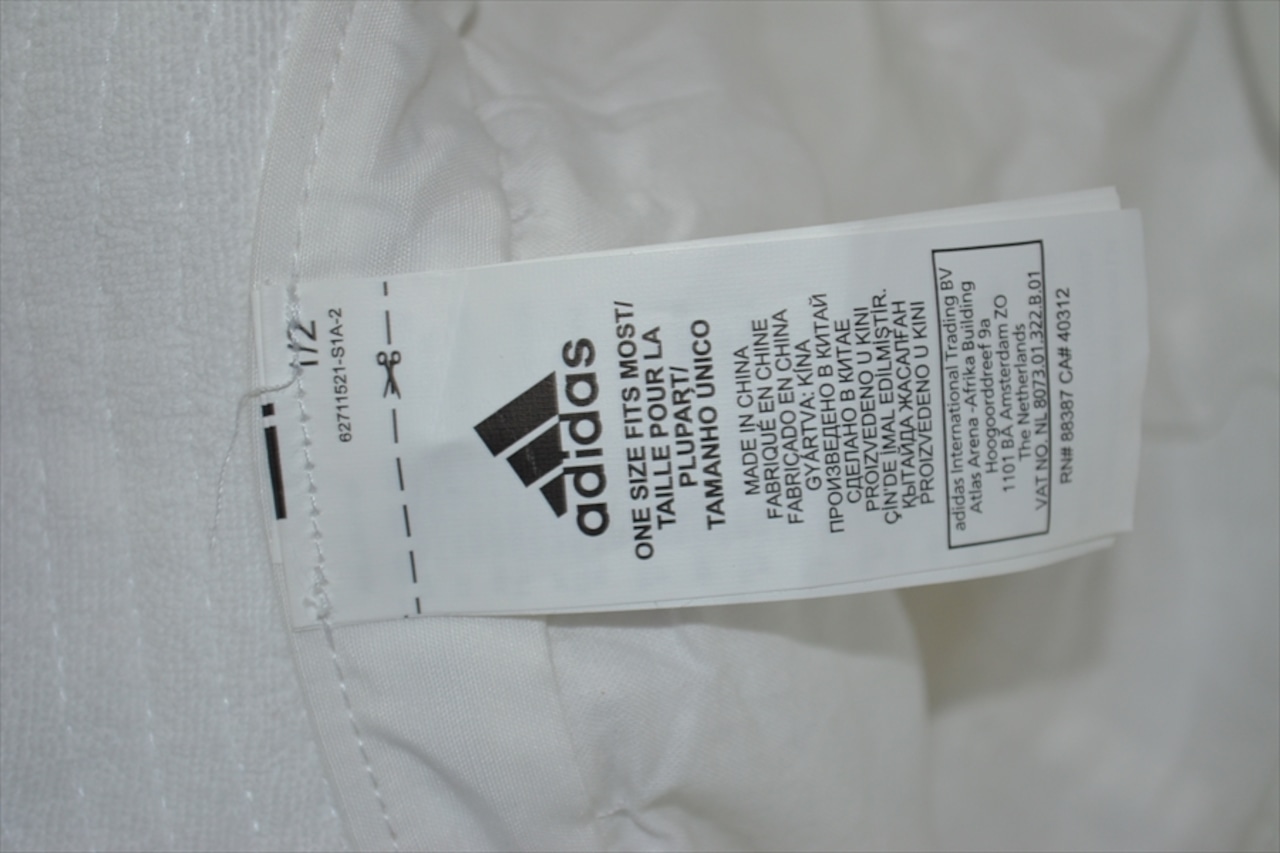 1/2
62711521-S1A-2
adidas
ONE SIZE FITS MOST/
TAILLE POUR LA
PLUPART/
TAMANHO ÚNICO
MADE IN CHINA
FABRIQUÉ EN CHINE
FABRICADO EN CHINA
GYÁRTVA: KÍNA
ПРОИЗВЕДЕНО В КИТАЙ
СДЕЛАНО В КИТАЕ
PROIZVEDENO U KINI
ÇİN'DE İMAL EDİLMİŞTİR.
ҚЫТАЙДА ЖАСАЛҒАН
PROIZVEDENO U KINI
adidas International Trading BV
Atlas Arena -Afrika Building
Hoogoorddreef 9a
1101 BA Amsterdam ZO
The Netherlands
VAT NO. NL 8073.01.322.B.01
RN# 88387 CA# 40312